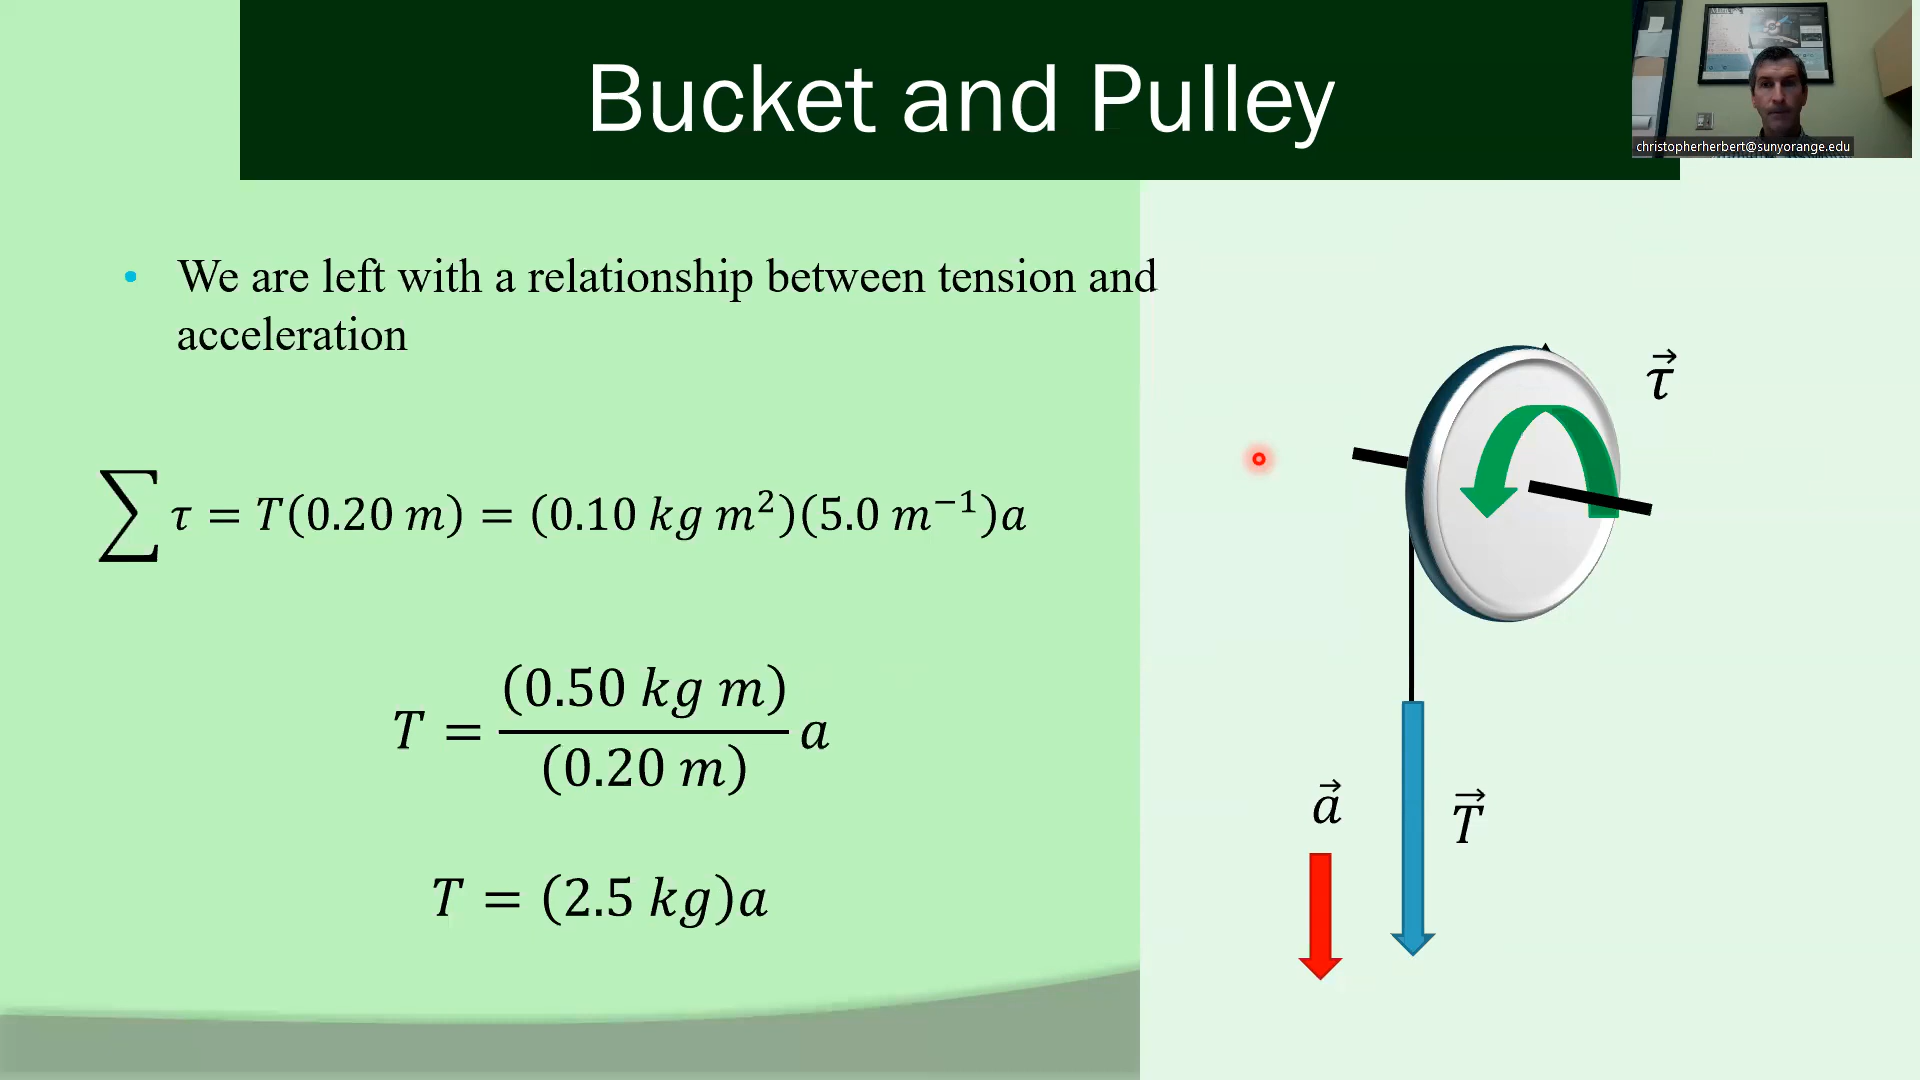 Bucket and Pulley
christopherherbert@sunyorange.edu
• We are left with a relationship between tension and
acceleration
∑ τ = T(0.20 m) = (0.10 kg m²)(5.0 m⁻¹)a
T = (0.50 kg m)/(0.20 m) a
T = (2.5 kg)a
τ⃗
a⃗
T⃗